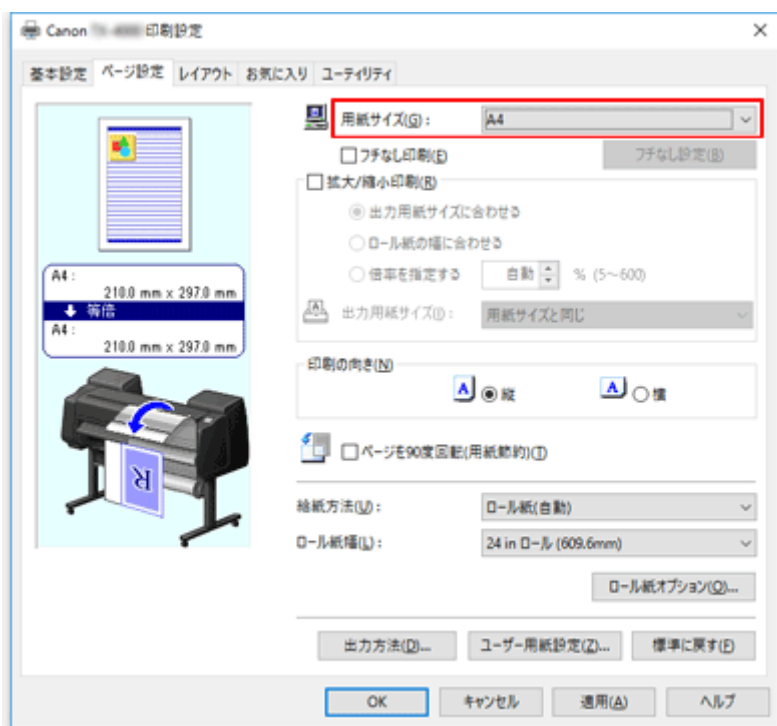 Canon 印刷設定
基本設定 ページ設定 レイアウト お気に入り ユーティリティ
用紙サイズ(G): A4
フチなし印刷(E) フチなし設定(B)
拡大/縮小印刷(R)
出力用紙サイズに合わせる
ロール紙の幅に合わせる
倍率を指定する 自動 % (5～600)
出力用紙サイズ(I): 用紙サイズと同じ
A4:
210.0 mm x 297.0 mm
等倍
A4:
210.0 mm x 297.0 mm
印刷の向き(N)
A 縦 A 横
R
ページを90度回転(用紙節約)(T)
給紙方法(U): ロール紙(自動)
ロール紙幅(L): 24 in ロール (609.6mm)
ロール紙オプション(O)...
出力方法(D)... ユーザー用紙設定(Z)... 標準に戻す(F)
OK キャンセル 適用(A) ヘルプ